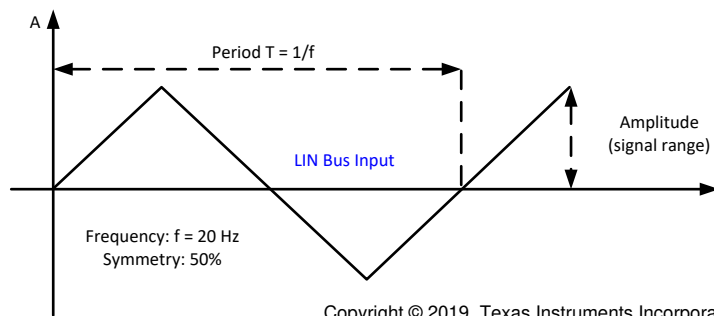 A
Period T = 1/f
Amplitude
(signal range)
LIN Bus Input
Frequency: f = 20 Hz
Symmetry: 50%
Copyright © 2019, Texas Instruments